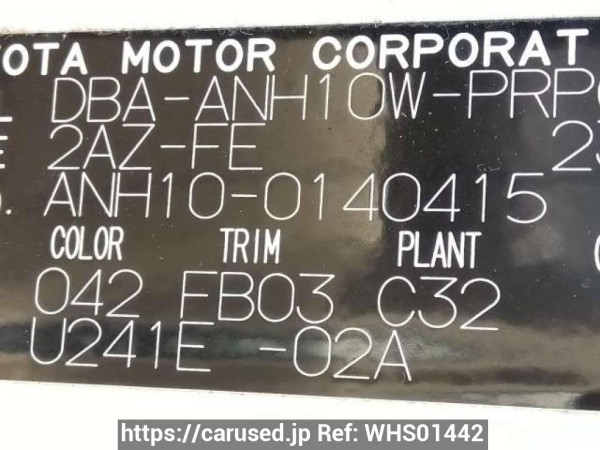 OTA MOTOR CORPORAT
DBA-ANH10W-PRP
E 2AZ-FE 2
. ANH10-0140415
COLOR TRIM PLANT
042 FB03 C32
U241E -02A
https://carused.jp Ref: WHS01442